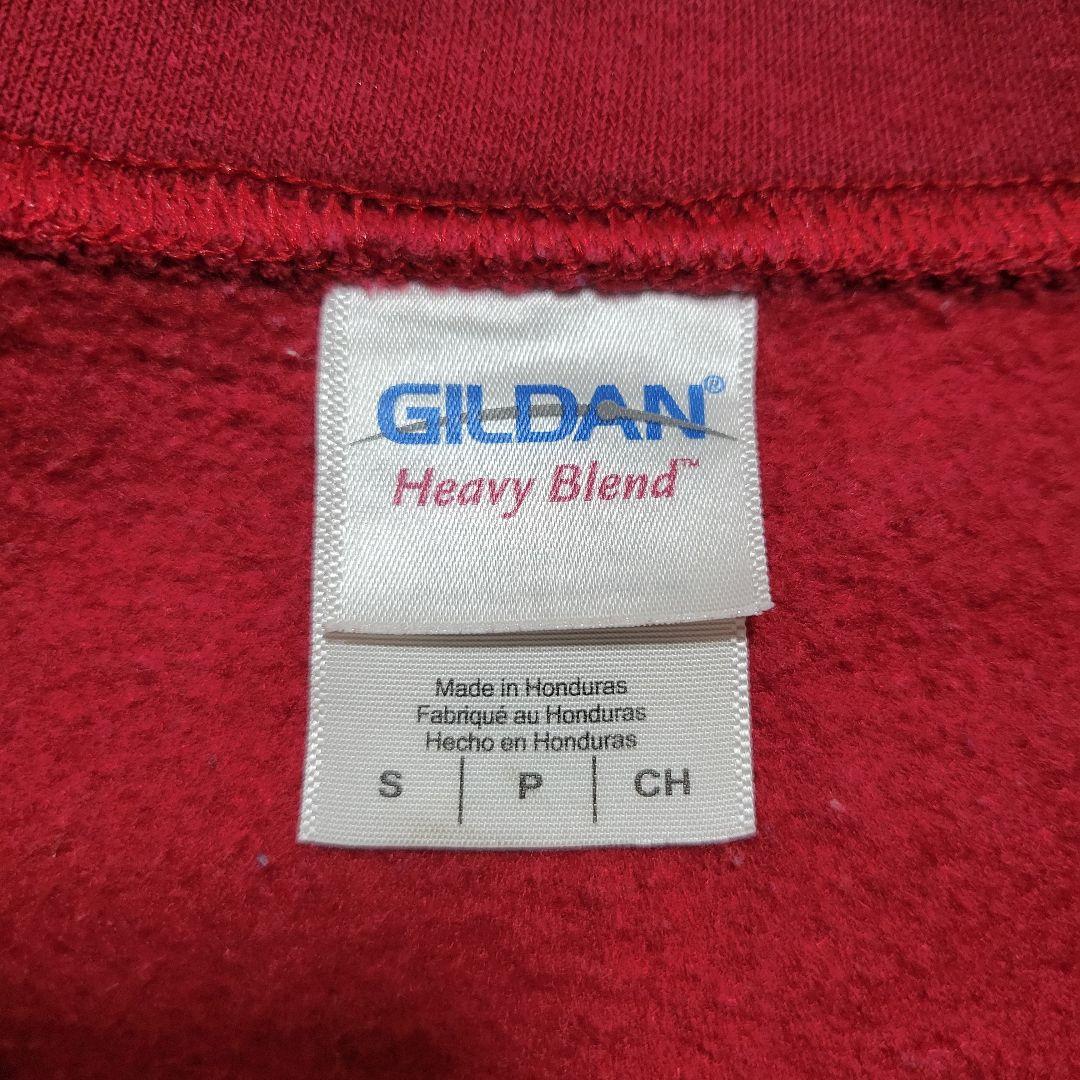 GILDAN®
Heavy Blend™
Made in Honduras
Fabriqué au Honduras
Hecho en Honduras
S | P | CH